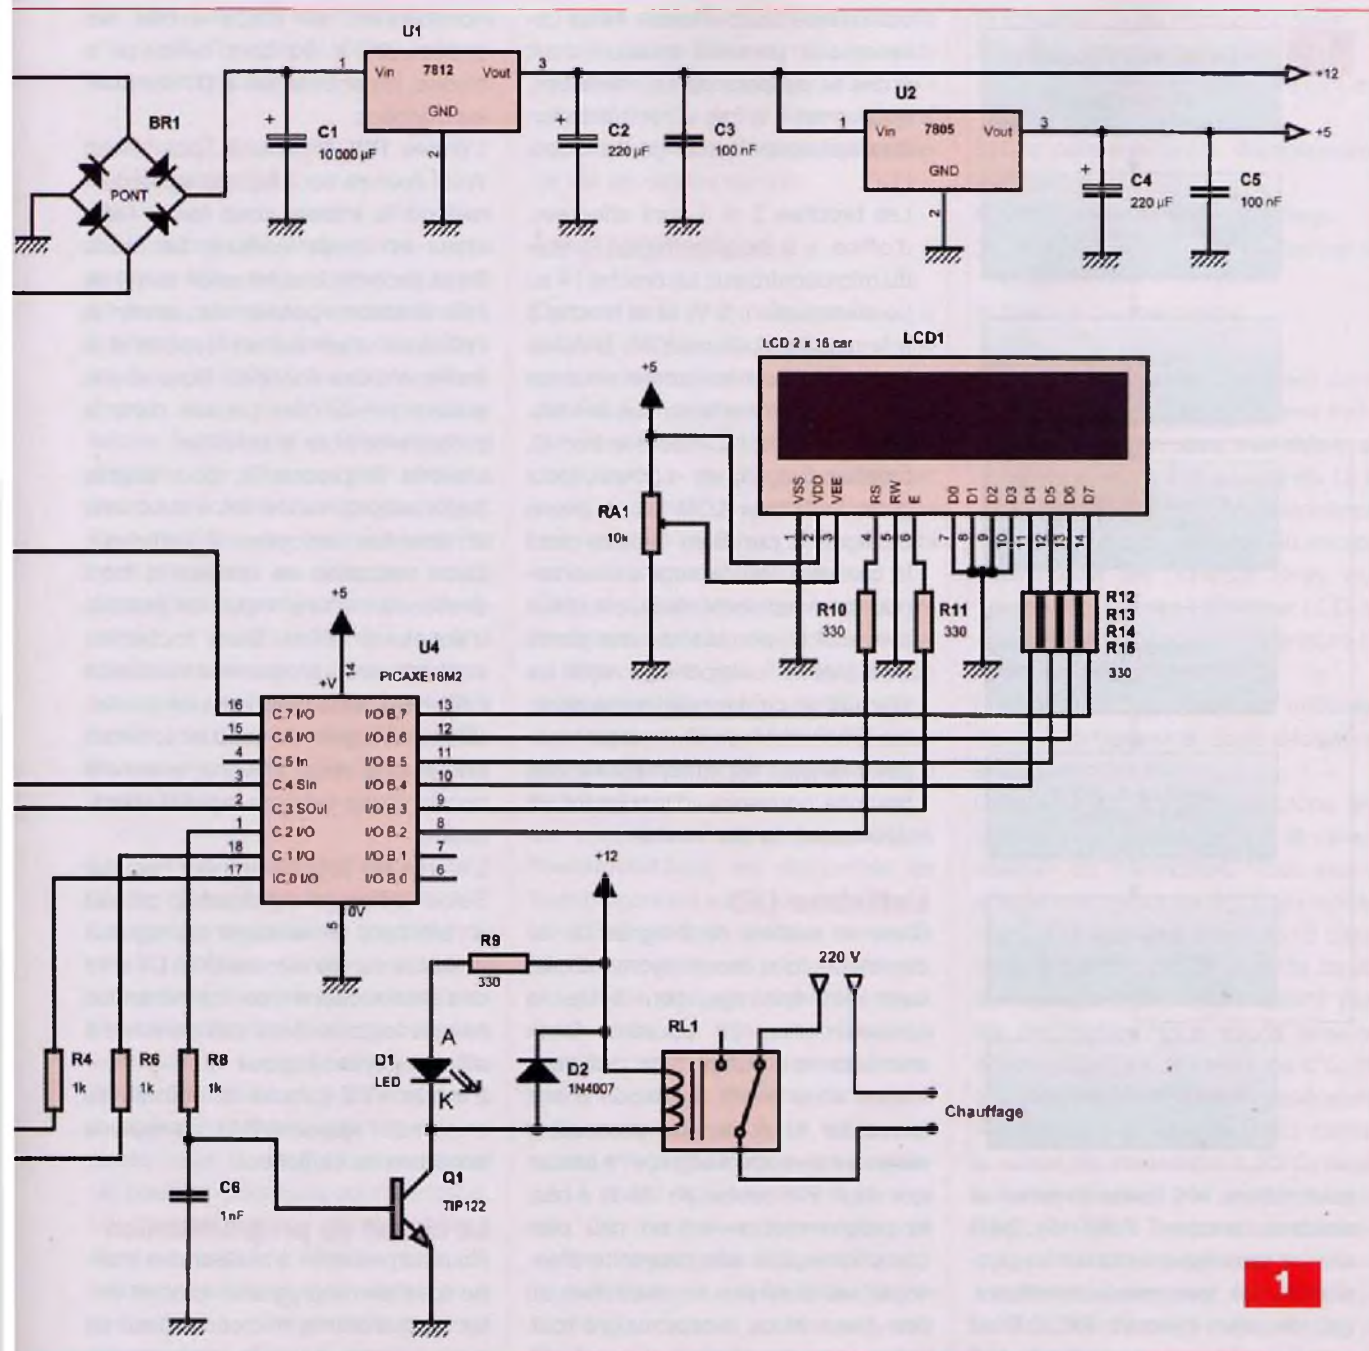 U1
1
Vin
7812
Vout
3
GND
2
+12
BR1
PONT
+
C1
10 000 µF
C2
220 µF
C3
100 nF
U2
1
Vin
7805
Vout
3
GND
2
+5
+
C4
220 µF
C5
100 nF
LCD 2 x 16 car
LCD1
+5
RA1
10k
VSS
VDD
VEE
RS
RW
E
D0
D1
D2
D3
D4
D5
D6
D7
1
2
3
4
5
6
7
8
9
10
11
12
13
14
R10
330
R11
330
R12
R13
R14
R15
330
+5
14
+V
U4
PICAXE18M2
16
C.7 I/O
I/O B.7
13
15
C.6 I/O
I/O B.6
12
4
C.5 In
I/O B.5
11
3
C.4 SIn
I/O B.4
10
2
C.3 SOut
I/O B.3
9
1
C.2 I/O
I/O B.2
8
18
C.1 I/O
I/O B.1
7
17
C.0 I/O
I/O B.0
6
0V
5
+12
R9
330
220 V
R4
1k
R6
1k
R8
1k
D1
LED
A
K
D2
1N4007
RL1
Chauffage
C6
1nF
Q1
TIP122
1